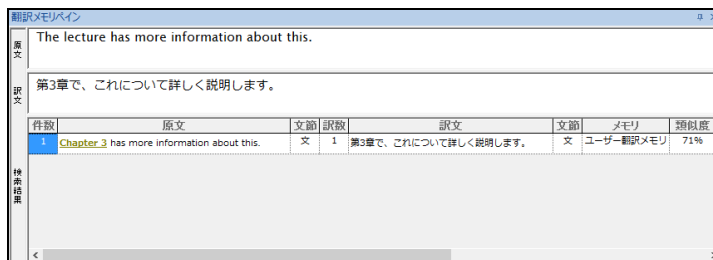 翻訳メモリペイン
原文
The lecture has more information about this.
訳文
第3章で、これについて詳しく説明します。
検索結果
件数 原文 文節 訳数 訳文 文節 メモリ 類似度
1 Chapter 3 has more information about this. 文 1 第3章で、これについて詳しく説明します。 文 ユーザー翻訳メモリ 71%